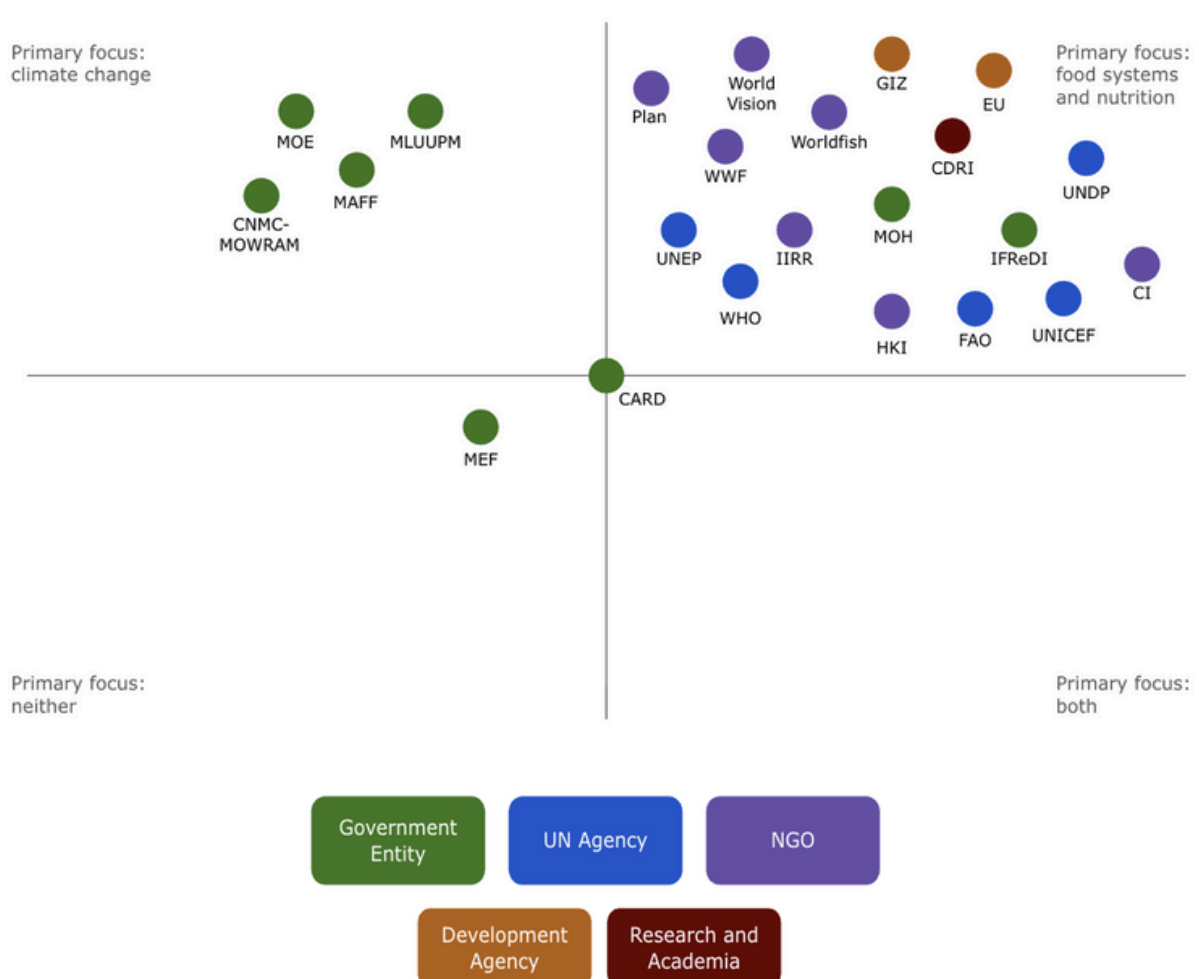 Primary focus:
climate change
Primary focus:
food systems
and nutrition
World
Vision
GIZ
EU
Plan
Worldfish
MOE
MLUUPM
CDRI
WWF
UNDP
MAFF
CNMC-
MOWRAM
MOH
UNEP
IIRR
IFReDI
CI
WHO
HKI
FAO
UNICEF
CARD
MEF
Primary focus:
neither
Primary focus:
both
Government
Entity
UN Agency
NGO
Development
Agency
Research and
Academia